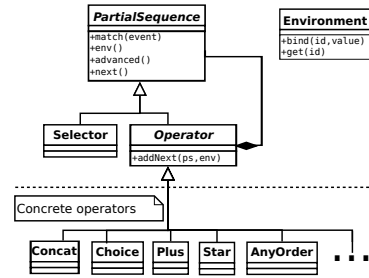 PartialSequence
+match(event)
+env()
+advanced()
+next()
Environment
+bind(id,value)
+get(id)
Selector
Operator
+addNext(ps,env)
Concrete operators
Concat
Choice
Plus
Star
AnyOrder
...